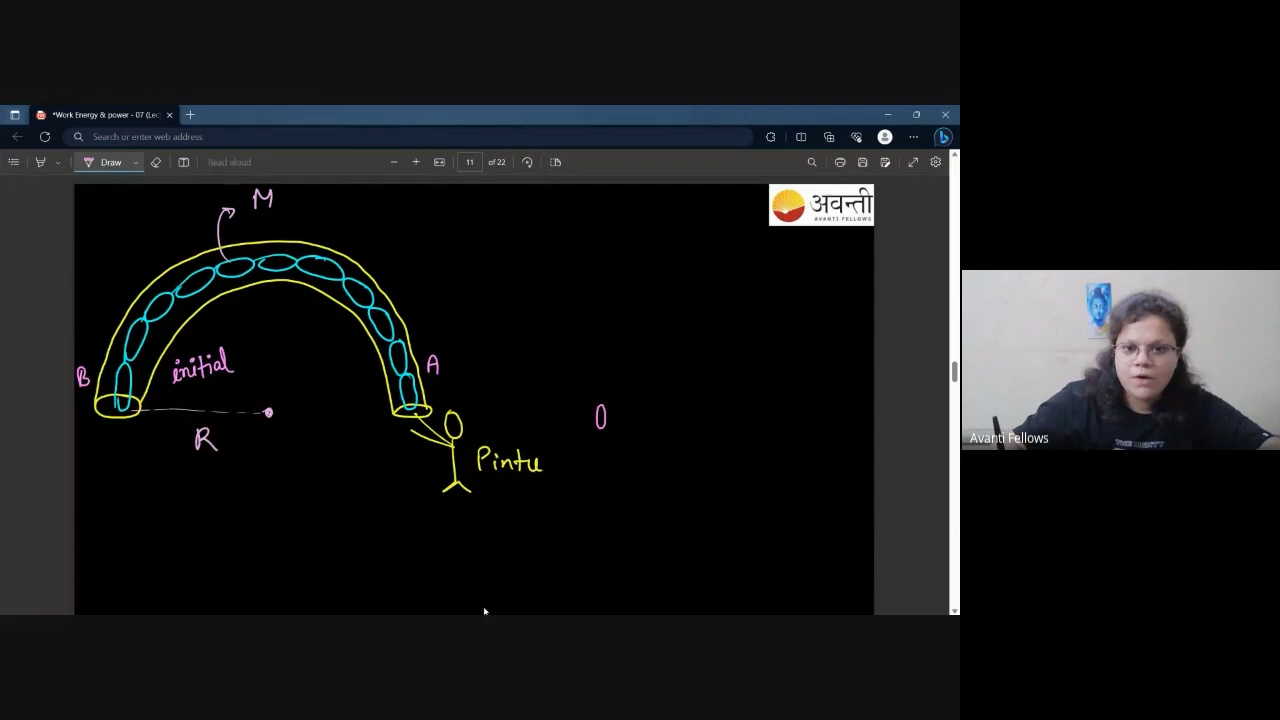 *Work Energy & power - 07 (Lec
Search or enter web address
Draw
Read aloud
11 of 22
M
अवन्ती
AVANTI FELLOWS
B
initial
A
R
Pintu
0
Avanti Fellows